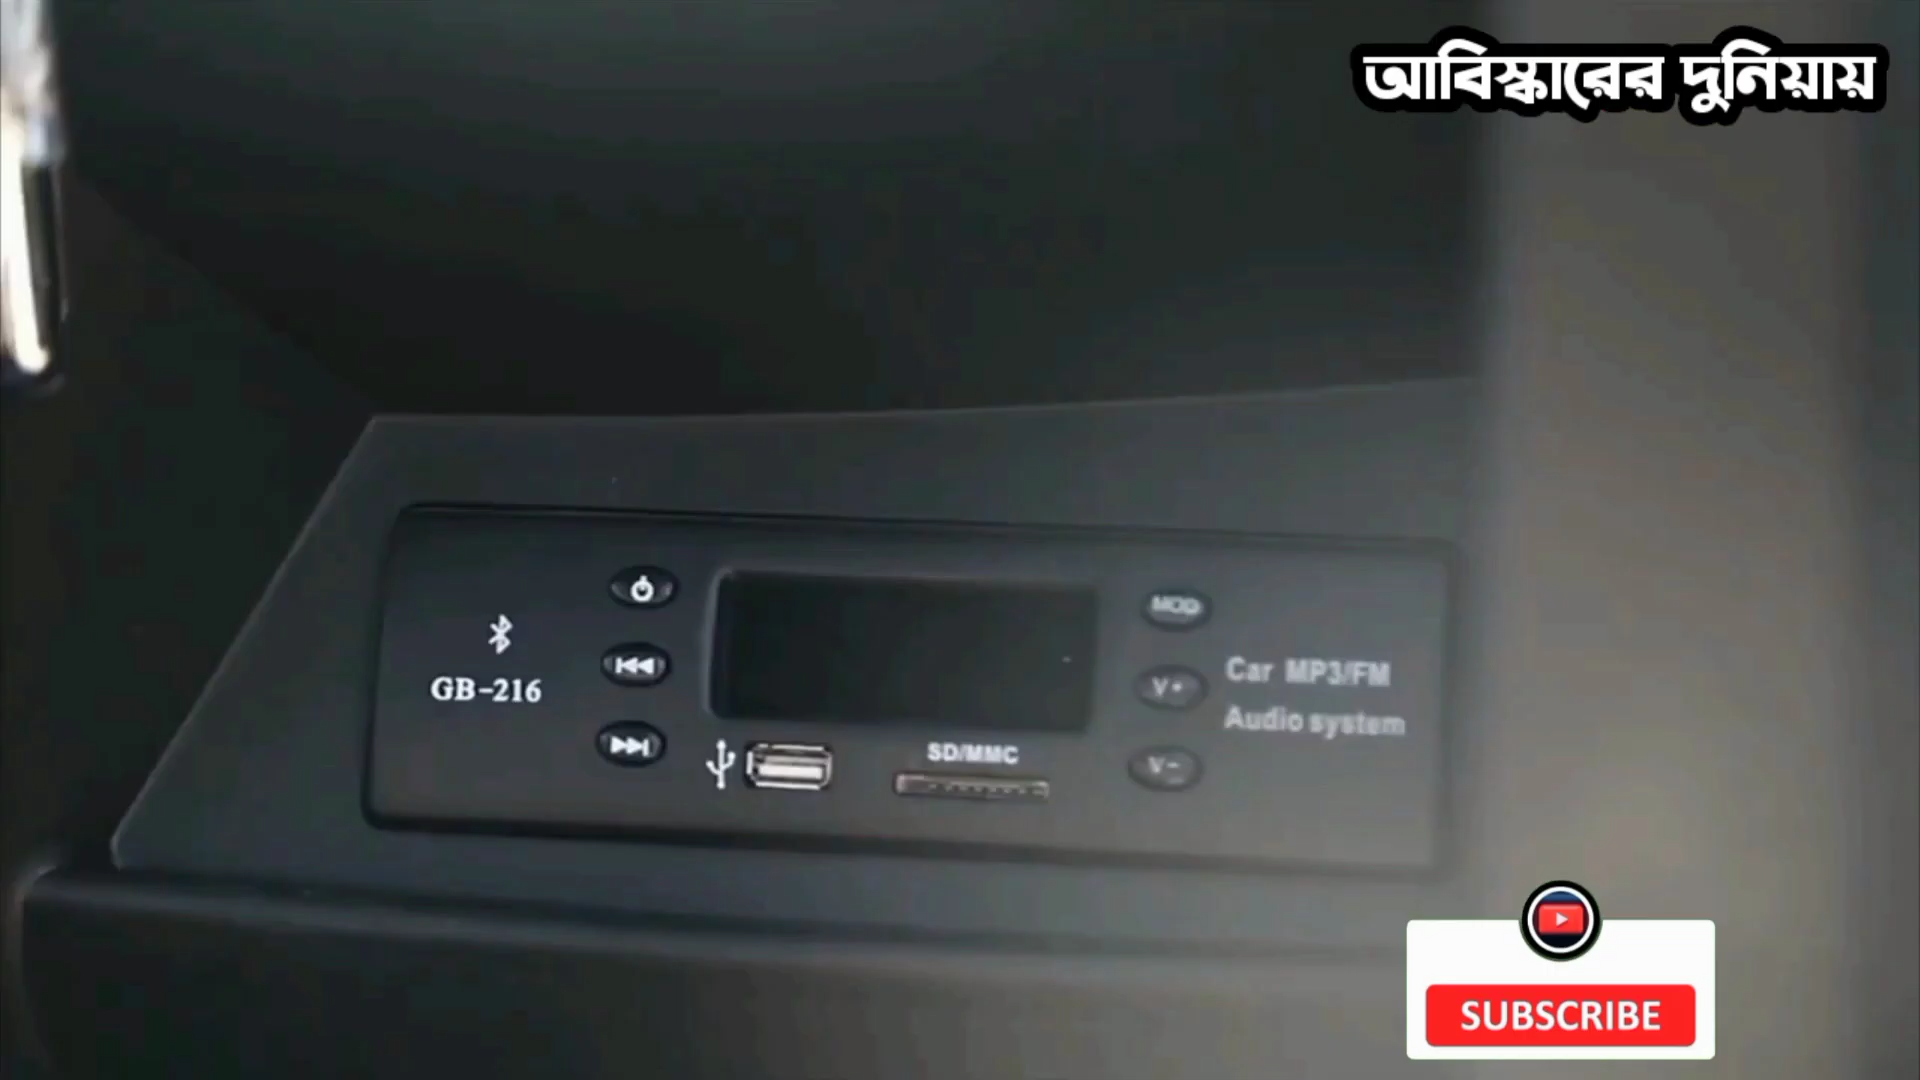 আবিস্কারের দুনিয়ায়
GB-216
MOD
V+
V-
Car MP3/FM
Audio system
SD/MMC
SUBSCRIBE